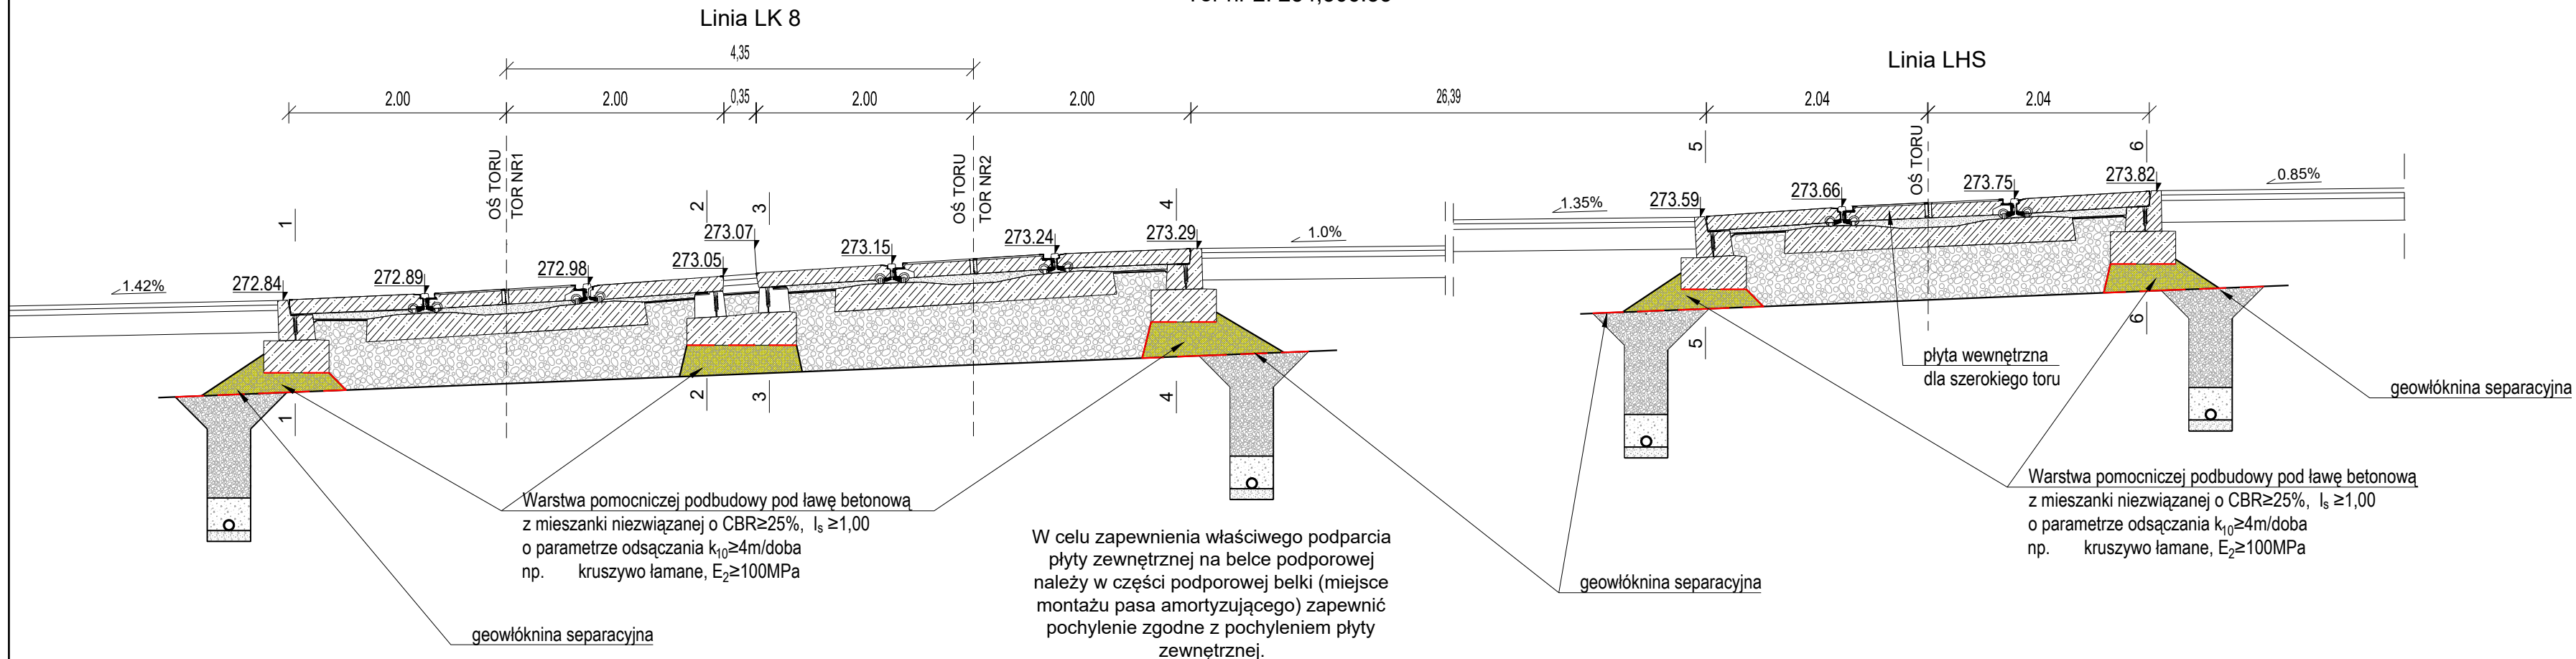 Linia LK 8
4,35
2.00
2.00
0,35
2.00
2.00
26,39
Linia LHS
2.04
2.04
OŚ TORU
TOR NR1
OŚ TORU
TOR NR2
OŚ TORU
1
2
3
4
5
6
1.42%
272.84
272.89
272.98
273.05
273.07
273.15
273.24
273.29
1.0%
1.35%
273.59
273.66
273.75
273.82
0.85%
1
2
3
4
5
6
płyta wewnętrzna
dla szerokiego toru
geowłóknina separacyjna
Warstwa pomocniczej podbudowy pod ławę betonową
z mieszanki niezwiązanej o CBR≥25%, Is ≥1,00
o parametrze odsączania k10≥4m/doba
np. kruszywo łamane, E2≥100MPa
geowłóknina separacyjna
W celu zapewnienia właściwego podparcia
płyty zewnętrznej na belce podporowej
należy w części podporowej belki (miejsce
montażu pasa amortyzującego) zapewnić
pochylenie zgodne z pochyleniem płyty
zewnętrznej.
geowłóknina separacyjna
Warstwa pomocniczej podbudowy pod ławę betonową
z mieszanki niezwiązanej o CBR≥25%, Is ≥1,00
o parametrze odsączania k10≥4m/doba
np. kruszywo łamane, E2≥100MPa